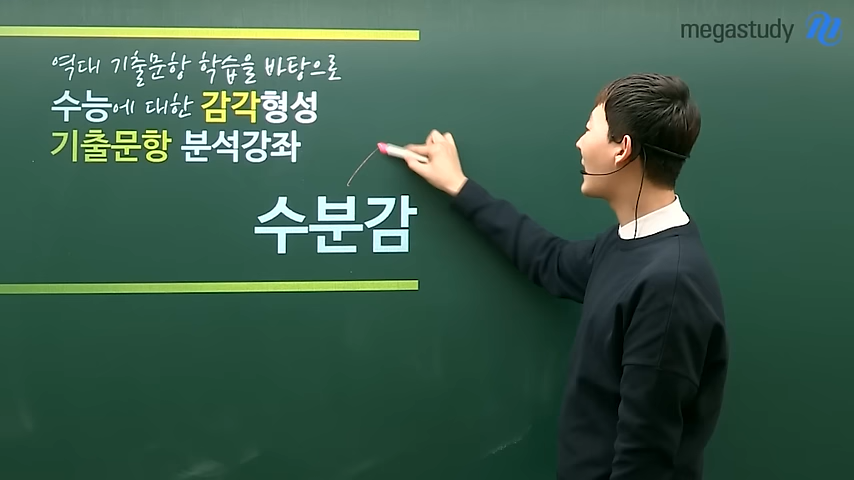 megastudy
역대 기출문항 학습을 바탕으로
수능에 대한 감각형성
기출문항 분석강좌
수분감